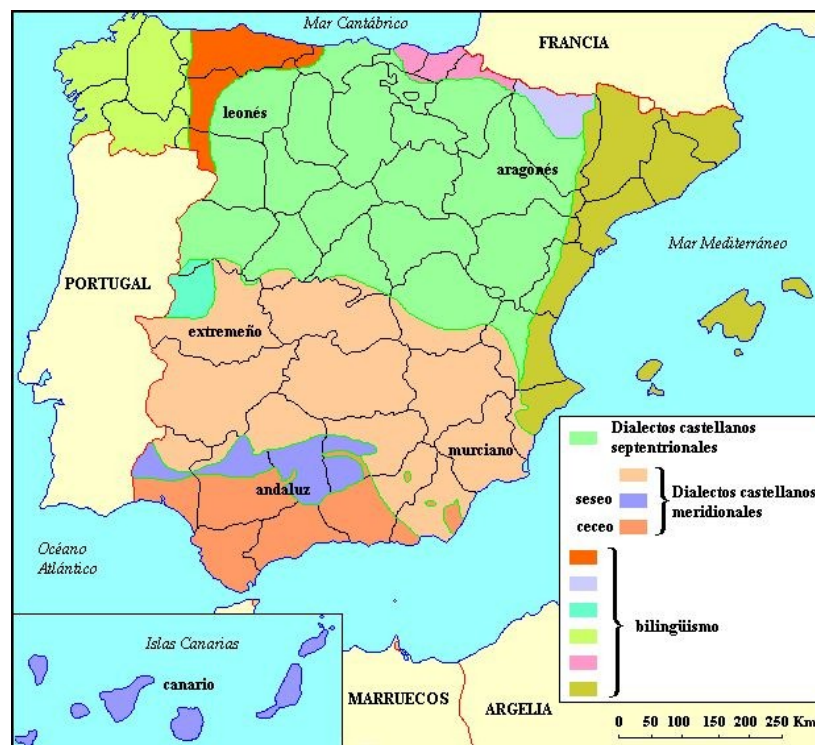 Mar Cantábrico
FRANCIA
leonés
aragonés
Mar Mediterráneo
PORTUGAL
extremeño
murciano
andaluz
Océano
Atlántico
Islas Canarias
canario
MARRUECOS
ARGELIA
Dialectos castellanos
septentrionales
seseo
ceceo
Dialectos castellanos
meridionales
bilingüismo
0 50 100 150 200 250 Km